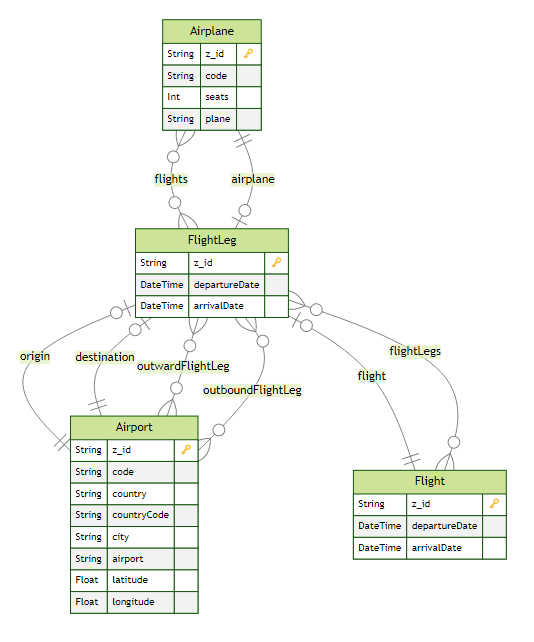 Airplane
String z_id
String code
Int seats
String plane
flights
airplane
FlightLeg
String z_id
DateTime departureDate
DateTime arrivalDate
origin
destination
outwardFlightLeg
outboundFlightLeg
flightLegs
flight
Airport
String z_id
String code
String country
String countryCode
String city
String airport
Float latitude
Float longitude
Flight
String z_id
DateTime departureDate
DateTime arrivalDate